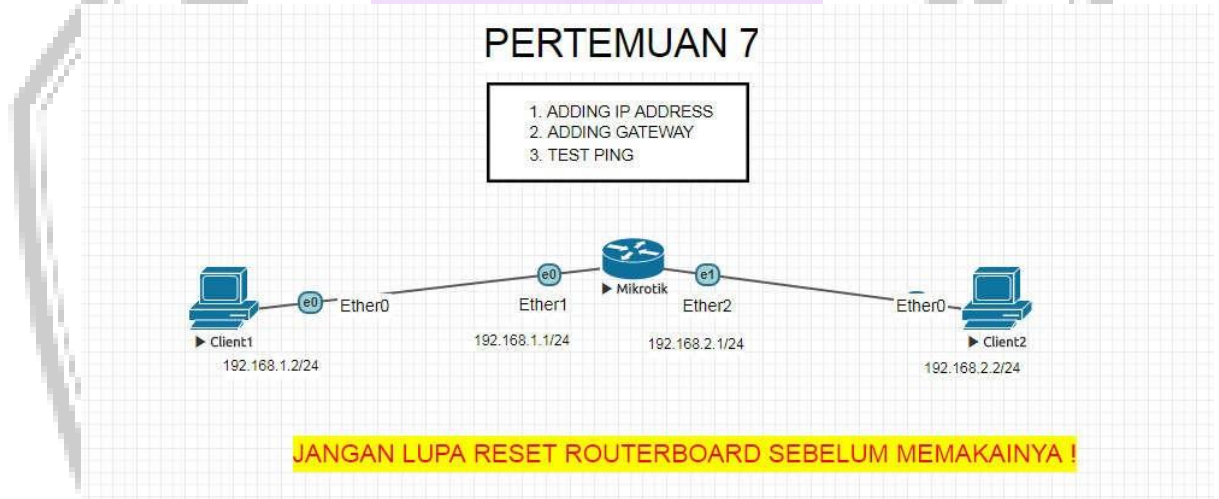 PERTEMUAN 7
1. ADDING IP ADDRESS
2. ADDING GATEWAY
3. TEST PING
e0
e0
e1
Ether0
Ether1
Mikrotik
Ether2
Ether0
Client1
192.168.1.1/24
192.168.2.1/24
Client2
192.168.1.2/24
192.168.2.2/24
JANGAN LUPA RESET ROUTERBOARD SEBELUM MEMAKAINYA !